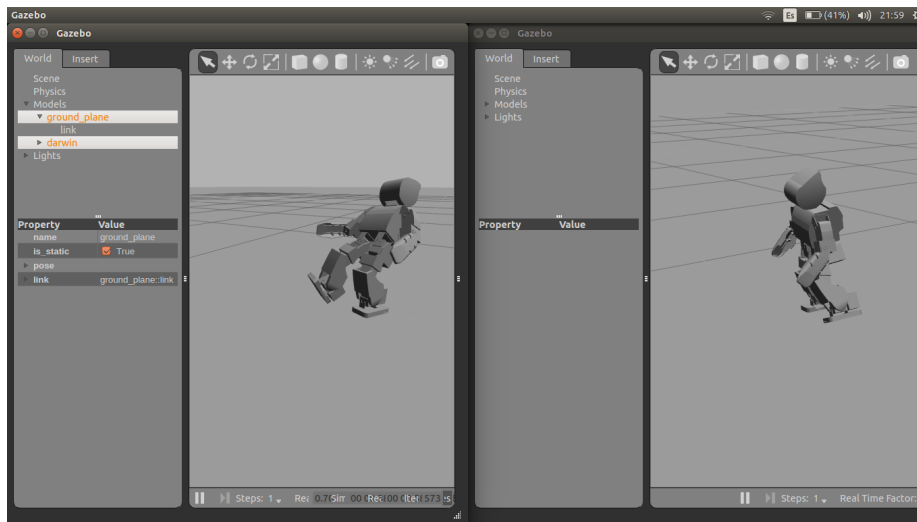 Gazebo
Es (41%) 21:59
Gazebo
World Insert
Scene
Physics
Models
ground_plane
link
darwin
Lights
Property Value
name ground_plane
is_static True
pose
link ground_plane::link
Steps: 1
Gazebo
World Insert
Scene
Physics
Models
Lights
Property Value
Steps: 1 Real Time Factor: